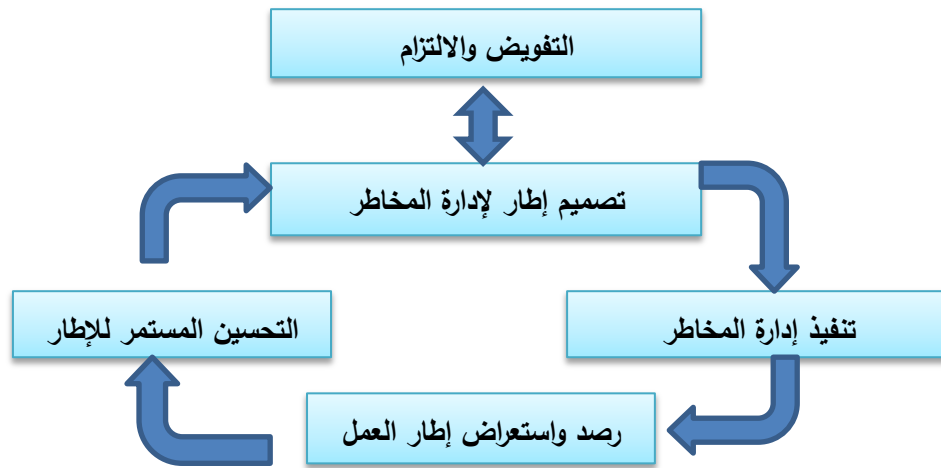 التفويض والالتزام
تصميم إطار لإدارة المخاطر
تنفيذ إدارة المخاطر
التحسين المستمر للإطار
رصد واستعراض إطار العمل